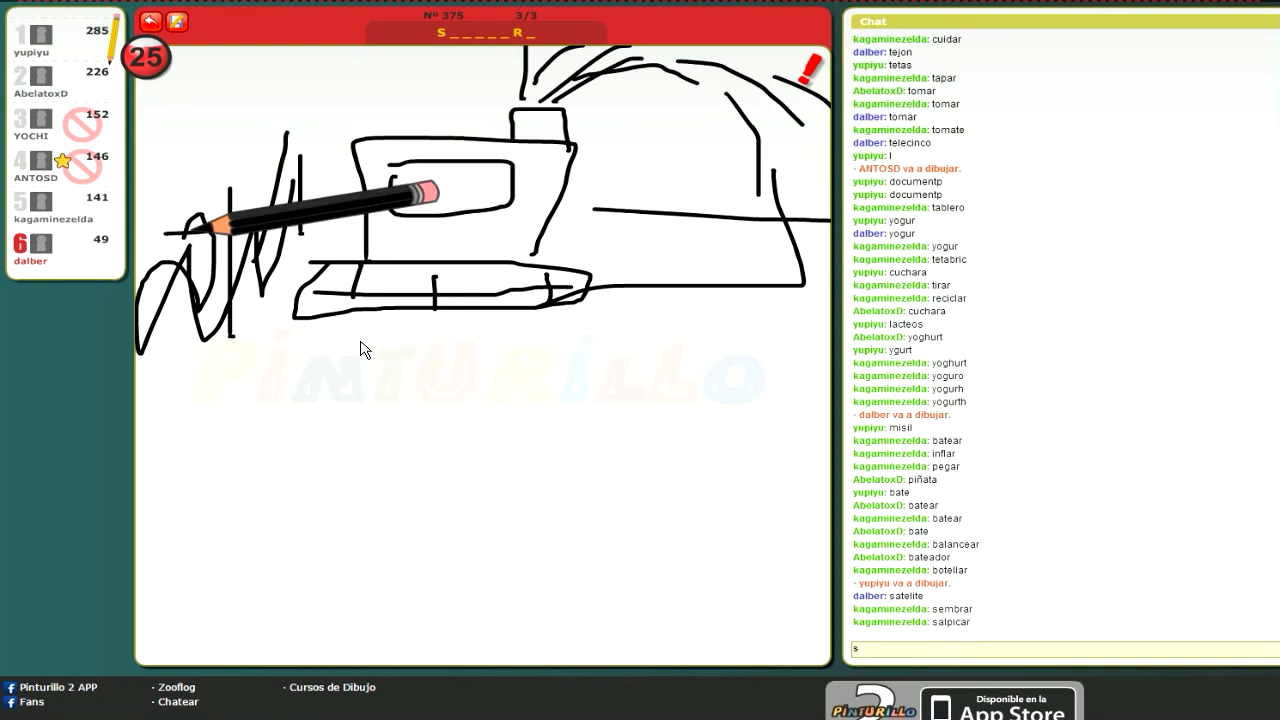 1 285
yupiyu
2 226
AbelatoxD
3 152
YOCHI
4 146
ANTOSD
5 141
kagaminezelda
6 49
dalber
25
Nº 375 3/3
S _ _ _ _ _ R _
PiNTURiLLO
Chat
kagaminezelda: cuidar
dalber: tejon
yupiyu: tetas
kagaminezelda: tapar
AbelatoxD: tomar
kagaminezelda: tomar
dalber: tomar
kagaminezelda: tomate
dalber: telecinco
yupiyu: l
· ANTOSD va a dibujar.
yupiyu: documentp
yupiyu: documentp
kagaminezelda: tablero
yupiyu: yogur
dalber: yogur
kagaminezelda: yogur
kagaminezelda: tetabric
yupiyu: cuchara
kagaminezelda: tirar
kagaminezelda: reciclar
AbelatoxD: cuchara
yupiyu: lacteos
AbelatoxD: yoghurt
yupiyu: ygurt
kagaminezelda: yoghurt
kagaminezelda: yoguro
kagaminezelda: yogurh
kagaminezelda: yogurth
· dalber va a dibujar.
yupiyu: misil
kagaminezelda: batear
kagaminezelda: inflar
kagaminezelda: pegar
AbelatoxD: piñata
yupiyu: bate
AbelatoxD: batear
kagaminezelda: batear
AbelatoxD: bate
kagaminezelda: balancear
AbelatoxD: bateador
kagaminezelda: botellar
· yupiyu va a dibujar.
dalber: satelite
kagaminezelda: sembrar
kagaminezelda: salpicar
s
Pinturillo 2 APP · Zooflog · Cursos de Dibujo
Fans · Chatear
2 PiNTURiLLO
Disponible en la
App Store